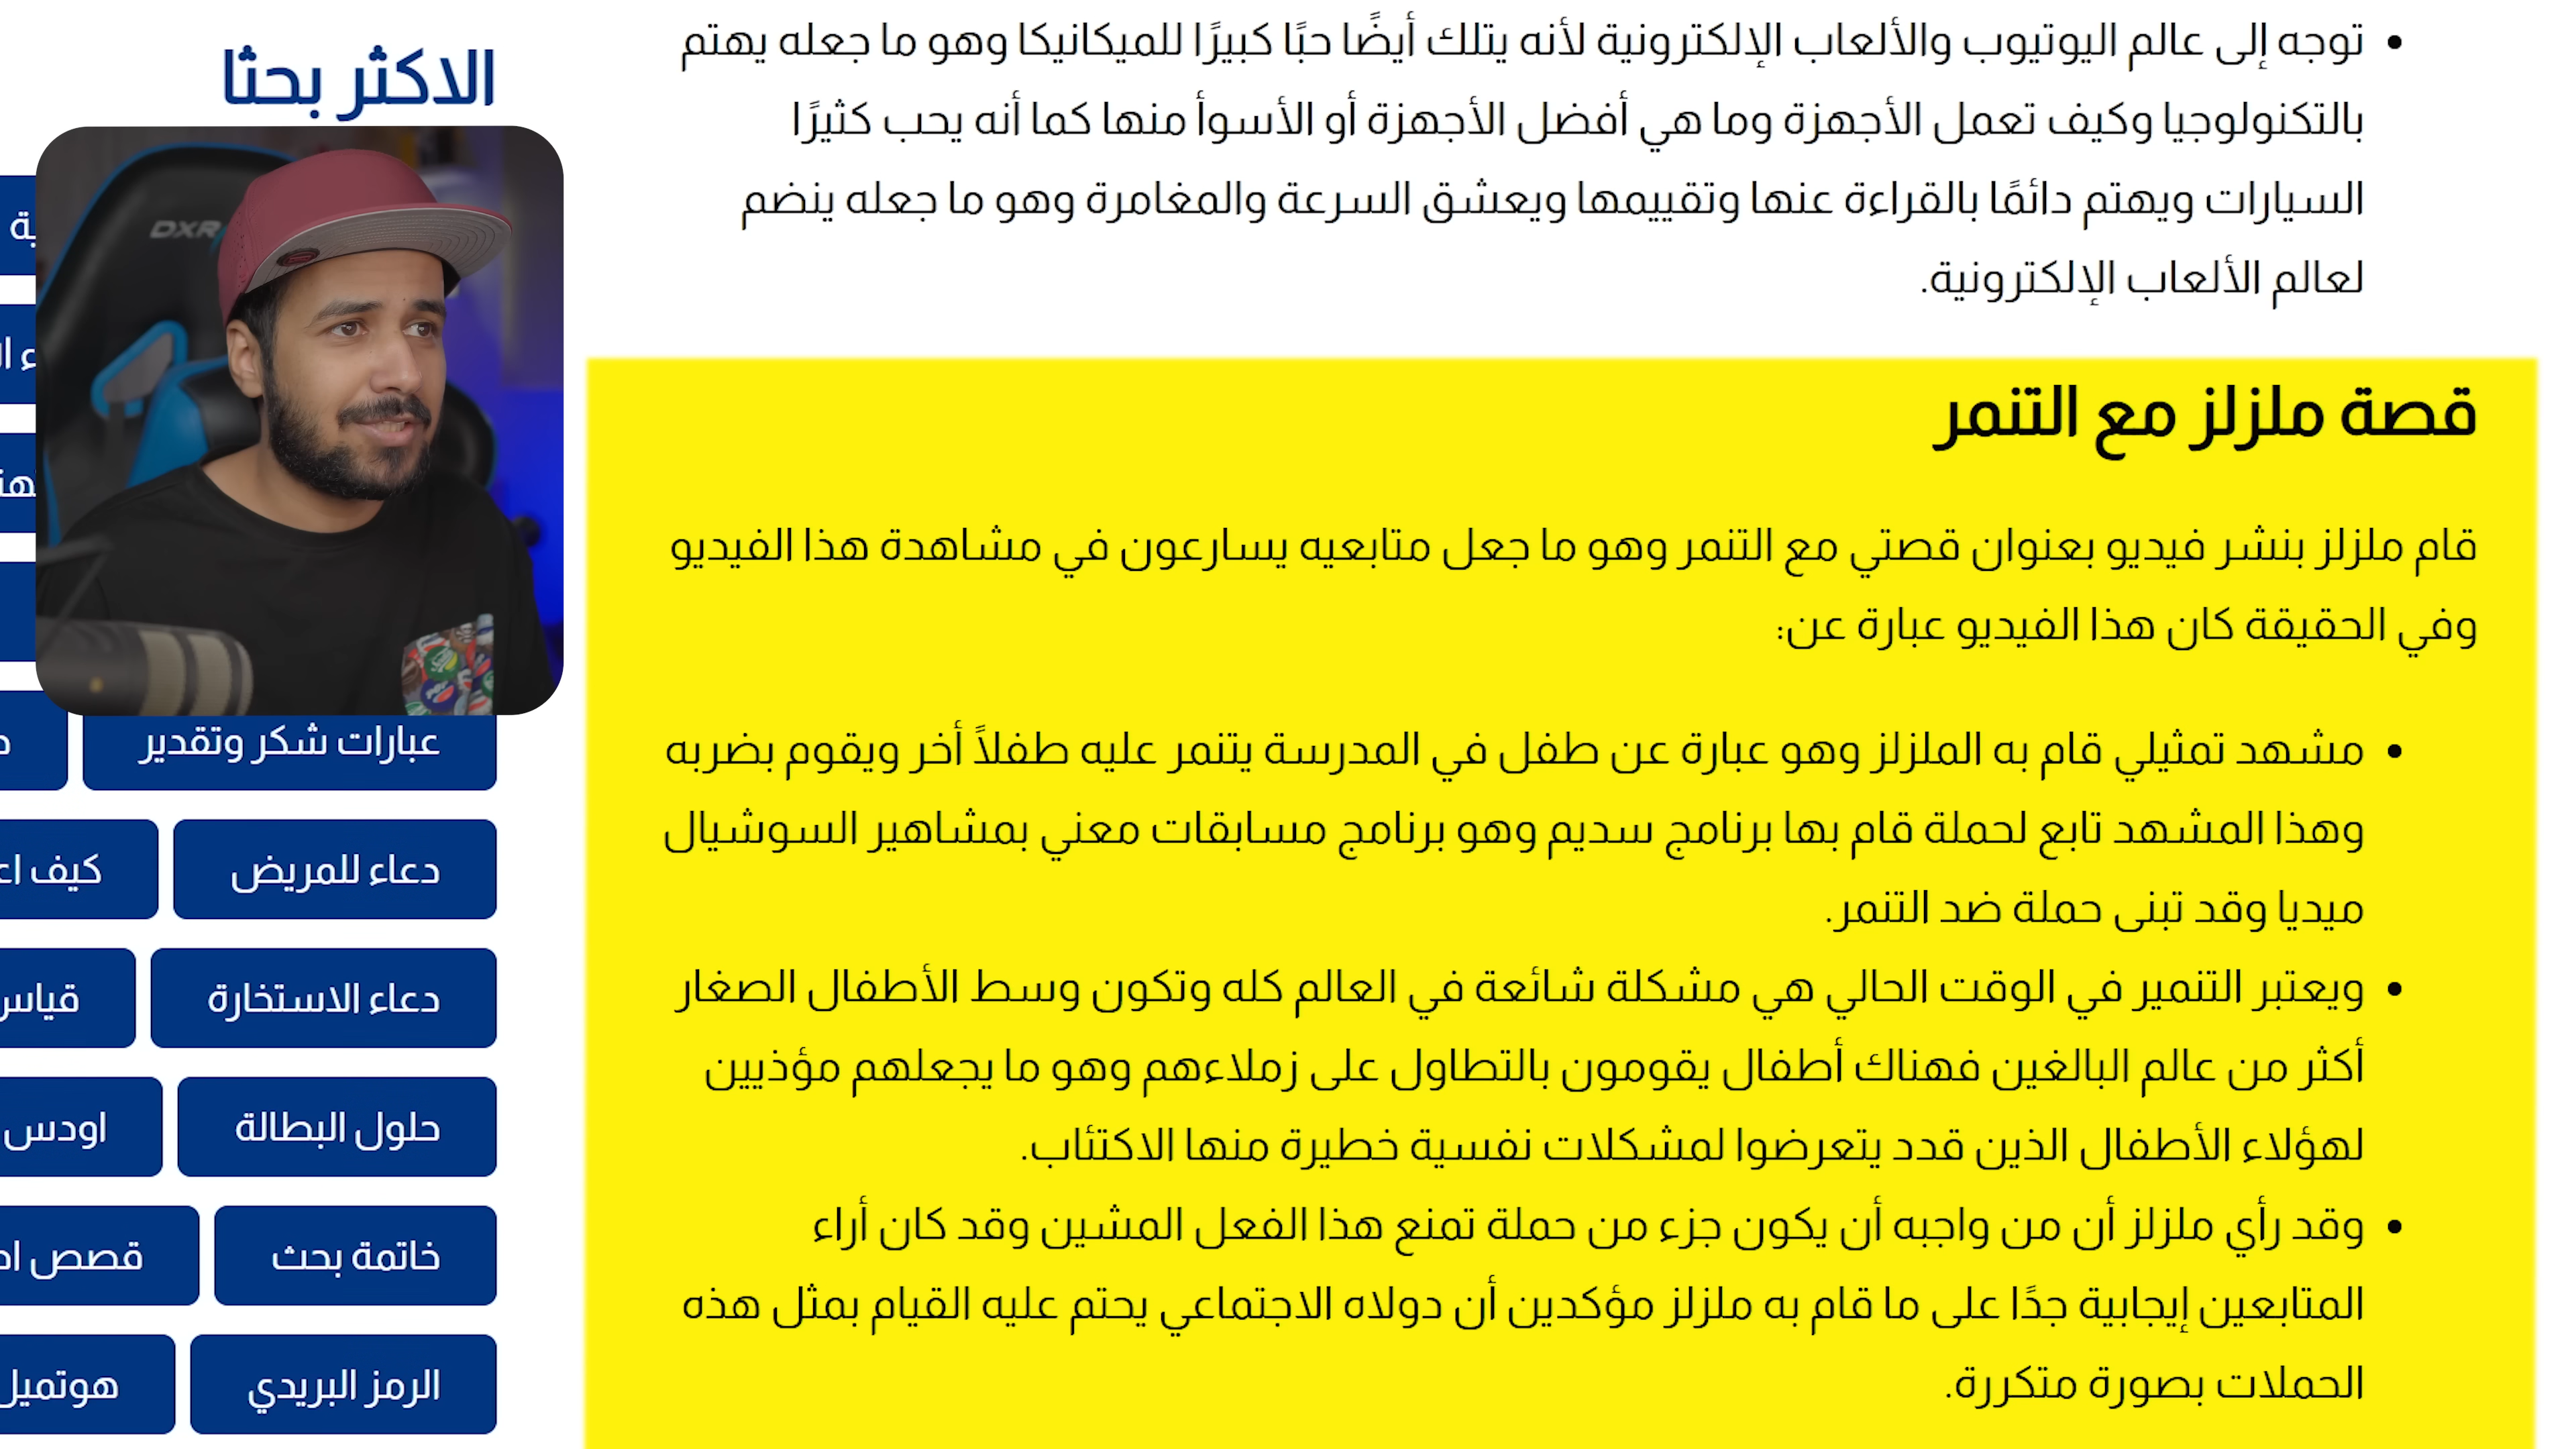 توجه إلى عالم اليوتيوب والألعاب الإلكترونية لأنه يتلك أيضًا حبًا كبيرًا للميكانيكا وهو ما جعله يهتم
بالتكنولوجيا وكيف تعمل الأجهزة وما هي أفضل الأجهزة أو الأسوأ منها كما أنه يحب كثيرًا
السيارات ويهتم دائمًا بالقراءة عنها وتقييمها ويعشق السرعة والمغامرة وهو ما جعله ينضم
لعالم الألعاب الإلكترونية.
قصة ملزلز مع التنمر
قام ملزلز بنشر فيديو بعنوان قصتي مع التنمر وهو ما جعل متابعيه يسارعون في مشاهدة هذا الفيديو
وفي الحقيقة كان هذا الفيديو عبارة عن:
مشهد تمثيلي قام به الملزلز وهو عبارة عن طفل في المدرسة يتنمر عليه طفلاً أخر ويقوم بضربه
وهذا المشهد تابع لحملة قام بها برنامج سديم وهو برنامج مسابقات معني بمشاهير السوشيال
ميديا وقد تبنى حملة ضد التنمر.
ويعتبر التنمير في الوقت الحالي هي مشكلة شائعة في العالم كله وتكون وسط الأطفال الصغار
أكثر من عالم البالغين فهناك أطفال يقومون بالتطاول على زملاءهم وهو ما يجعلهم مؤذيين
لهؤلاء الأطفال الذين قدد يتعرضوا لمشكلات نفسية خطيرة منها الاكتئاب.
وقد رأي ملزلز أن من واجبه أن يكون جزء من حملة تمنع هذا الفعل المشين وقد كان أراء
المتابعين إيجابية جدًا على ما قام به ملزلز مؤكدين أن دولاه الاجتماعي يحتم عليه القيام بمثل هذه
الحملات بصورة متكررة.
الاكثر بحثا
DXR
عبارات شكر وتقدير
دعاء للمريض كيف
دعاء الاستخارة قياس
حلول البطالة اودس
خاتمة بحث قصص
الرمز البريدي هوتميل